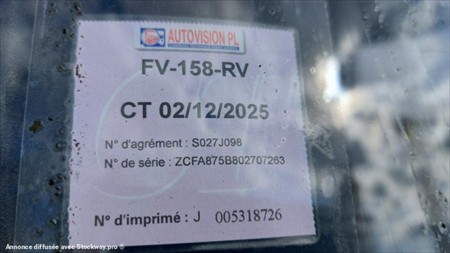 AUTOVISION PL
FV-158-RV
CT 02/12/2025
N° d'agrément : S027J098
N° de série : ZCFA875B802707263
N° d'imprimé : J 005318726
Annonce diffusée avec Stockway.pro ®